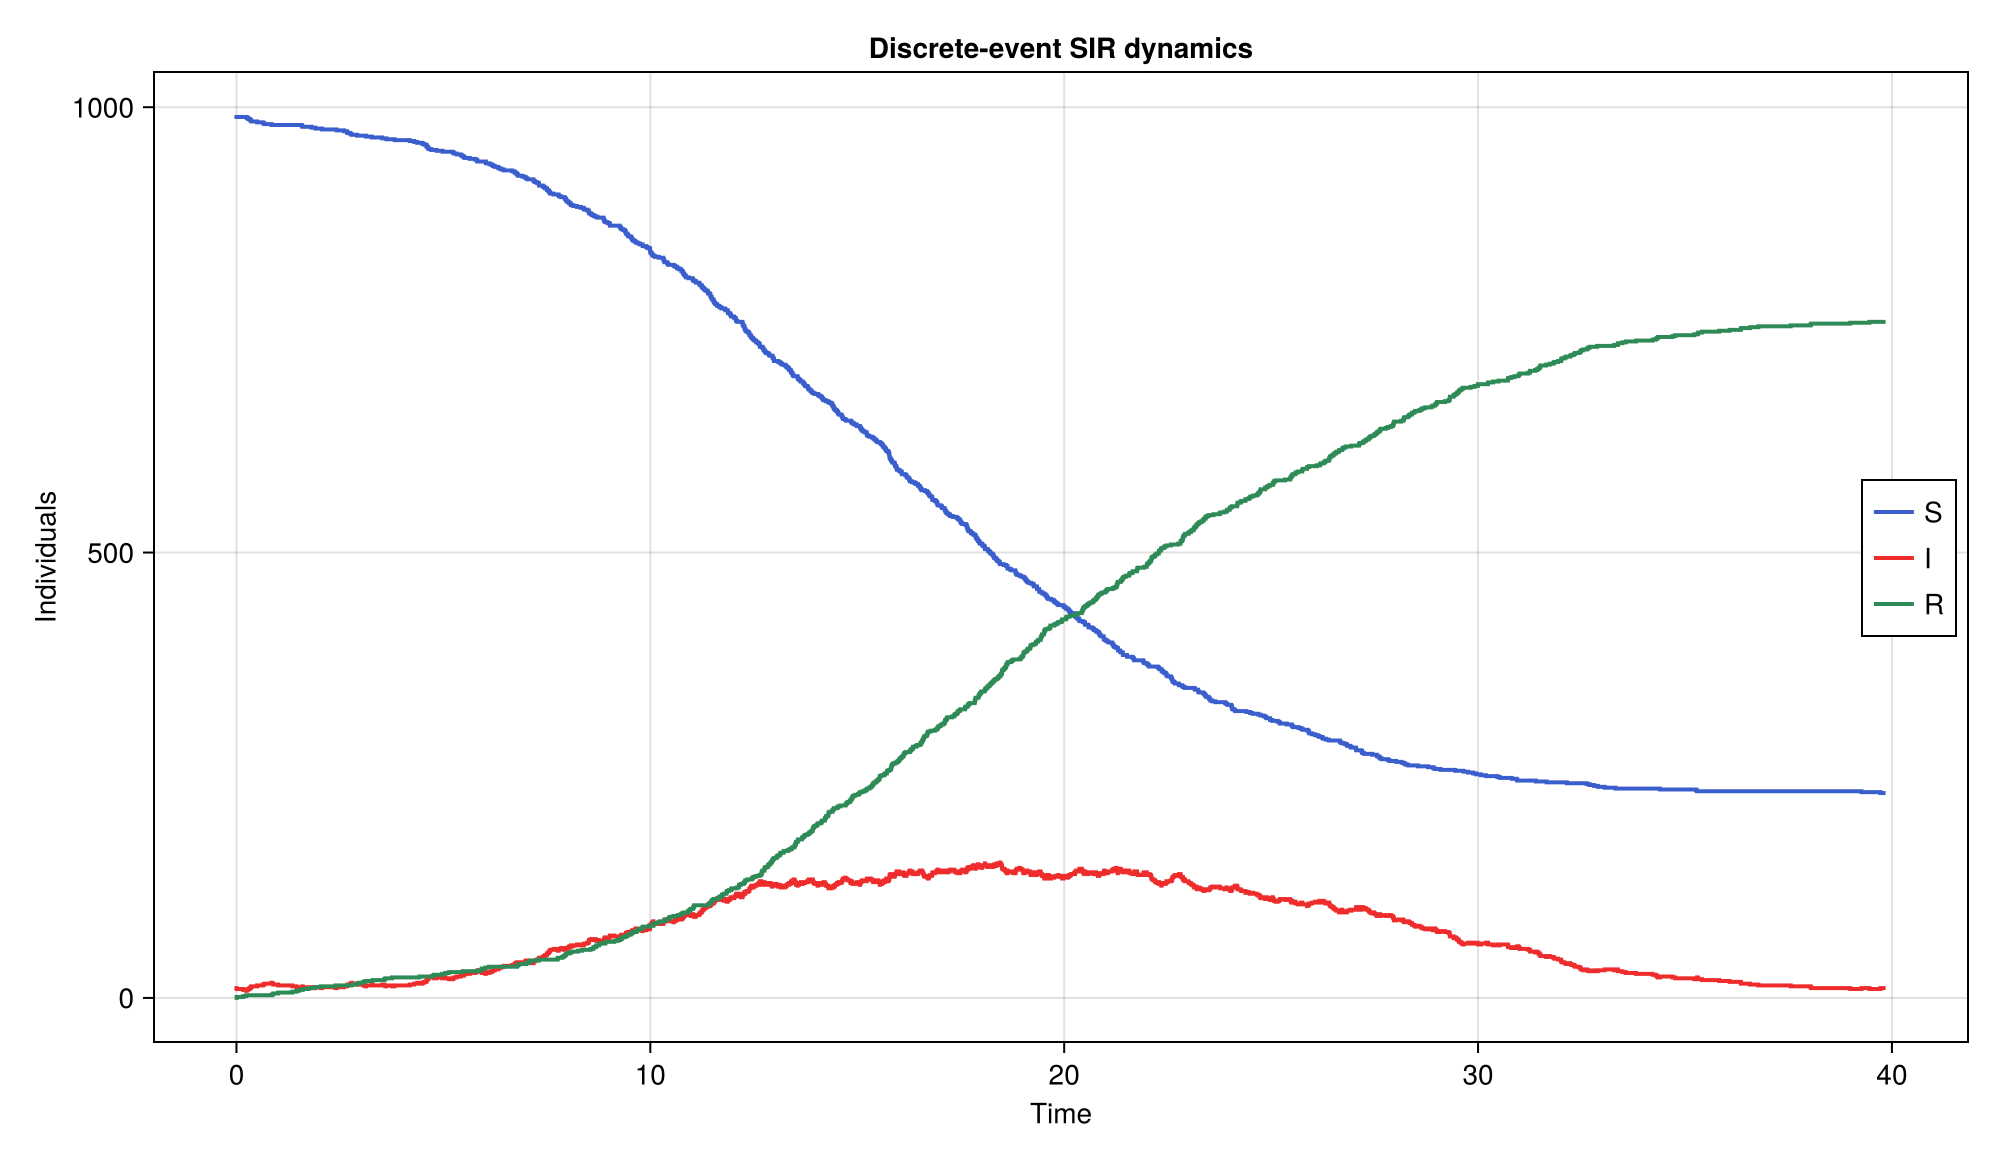 Discrete-event SIR dynamics
1000
500
0
Individuals
S
I
R
0 10 20 30 40
Time